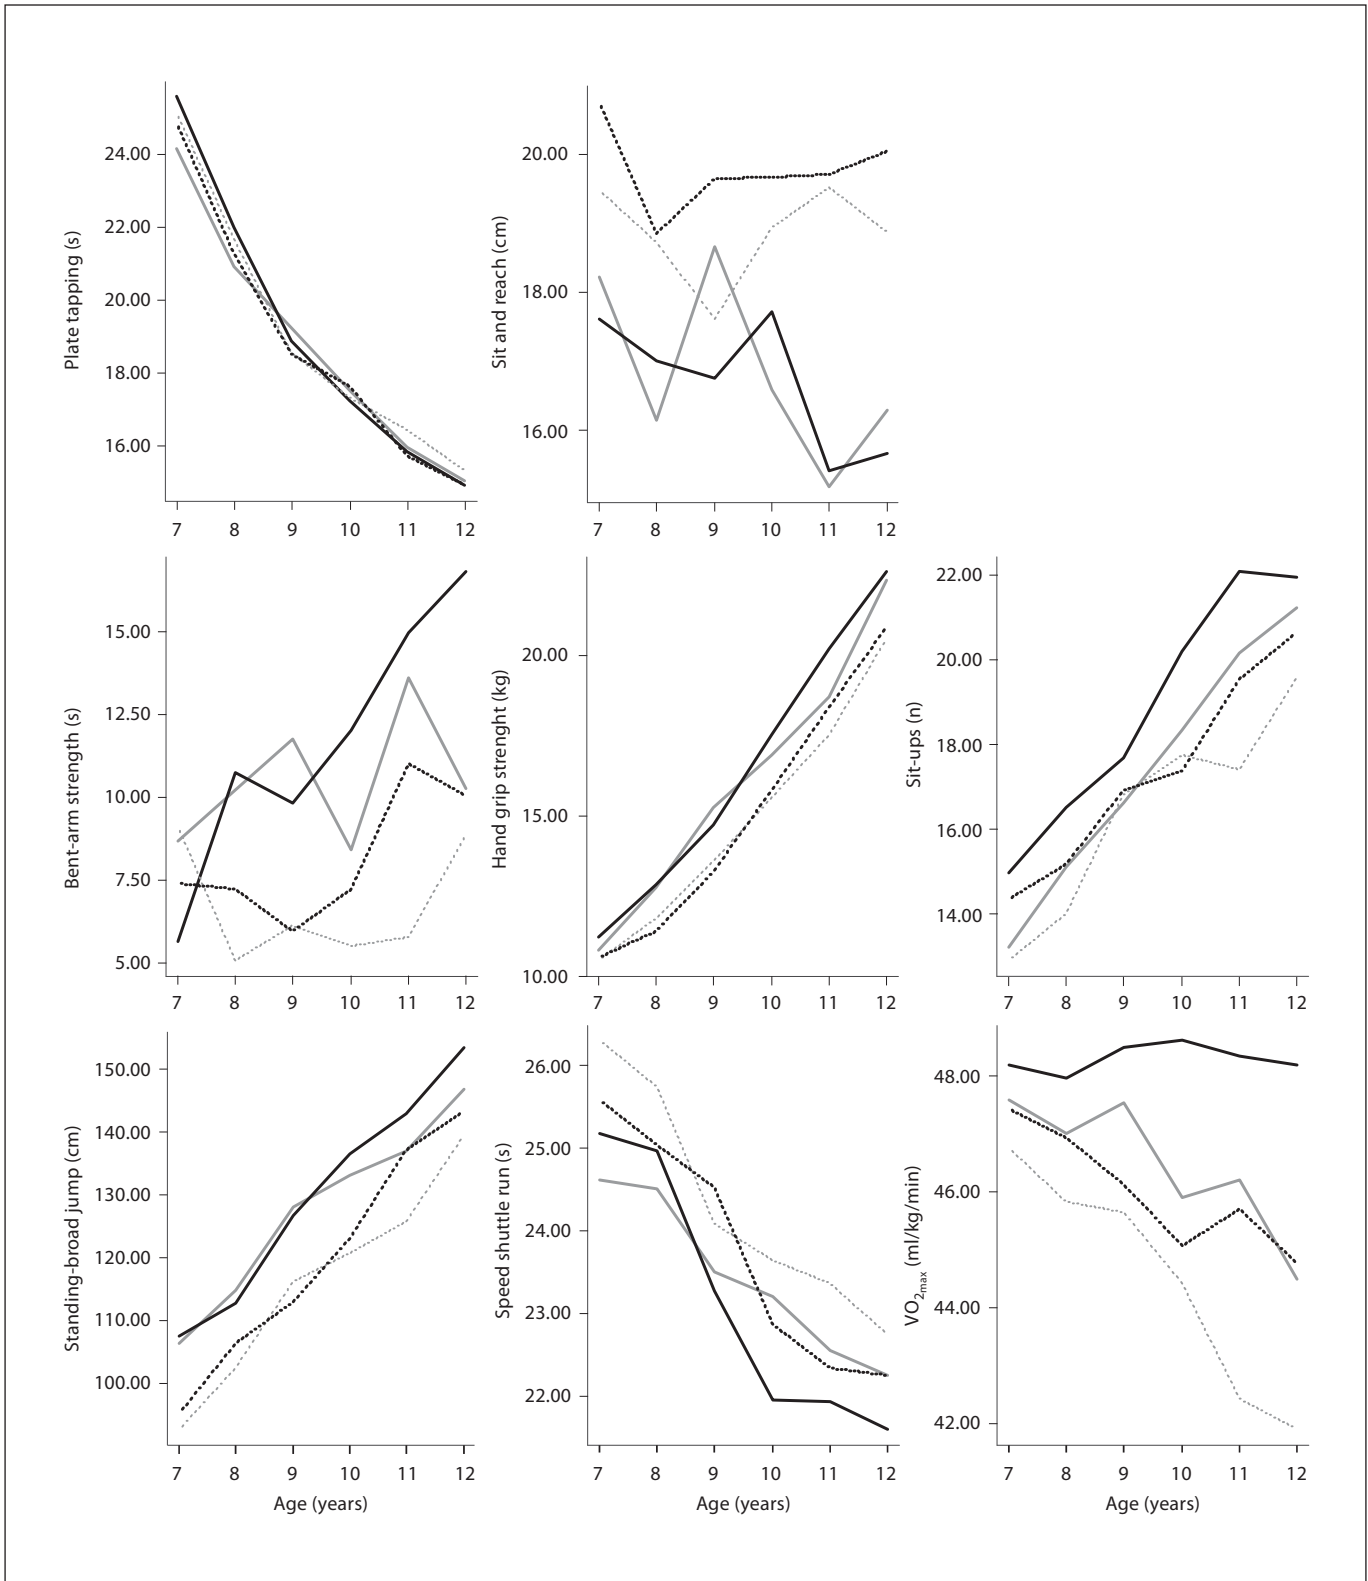 Plate tapping (s)
24.00
22.00
20.00
18.00
16.00
7 8 9 10 11 12
Sit and reach (cm)
20.00
18.00
16.00
7 8 9 10 11 12
Bent-arm strength (s)
15.00
12.50
10.00
7.50
5.00
7 8 9 10 11 12
Hand grip strenght (kg)
20.00
15.00
10.00
7 8 9 10 11 12
Sit-ups (n)
22.00
20.00
18.00
16.00
14.00
7 8 9 10 11 12
Standing-broad jump (cm)
150.00
140.00
130.00
120.00
110.00
100.00
7 8 9 10 11 12
Age (years)
Speed shuttle run (s)
26.00
25.00
24.00
23.00
22.00
7 8 9 10 11 12
Age (years)
VO2max (ml/kg/min)
48.00
46.00
44.00
42.00
7 8 9 10 11 12
Age (years)